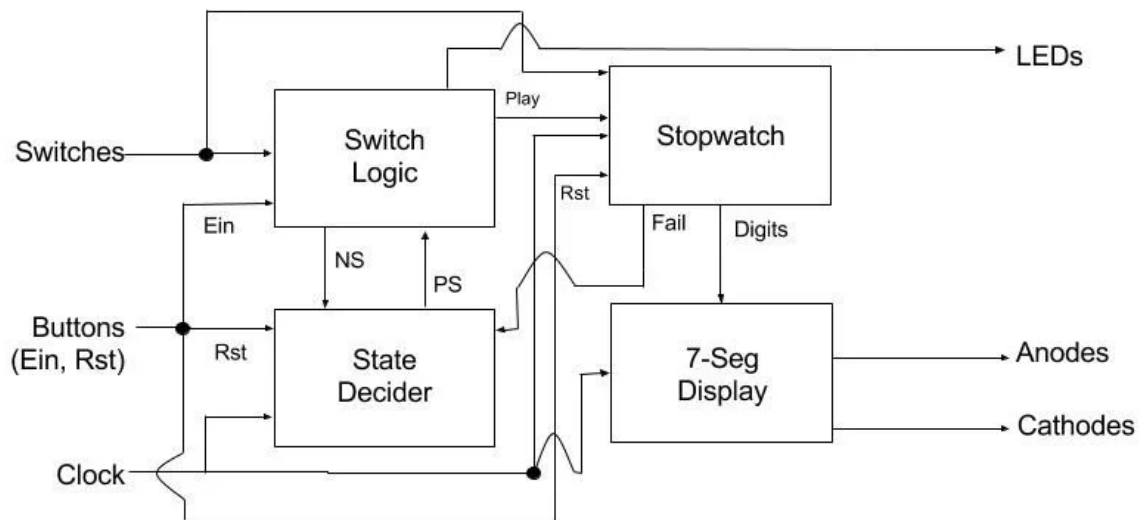 LEDs
Play
Switches
Switch
Logic
Stopwatch
Ein
Rst
Fail
Digits
NS
PS
Buttons
(Ein, Rst)
Rst
State
Decider
7-Seg
Display
Anodes
Cathodes
Clock